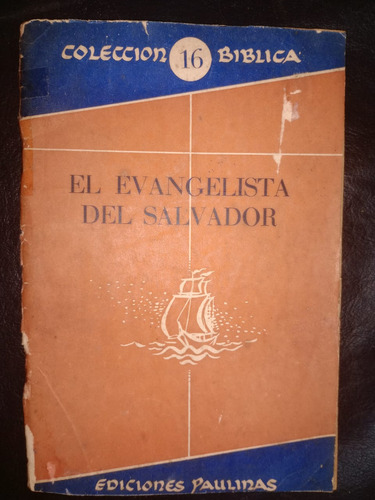 COLECCION 16 BIBLICA
EL EVANGELISTA
DEL SALVADOR
EDICIONES PAULINAS